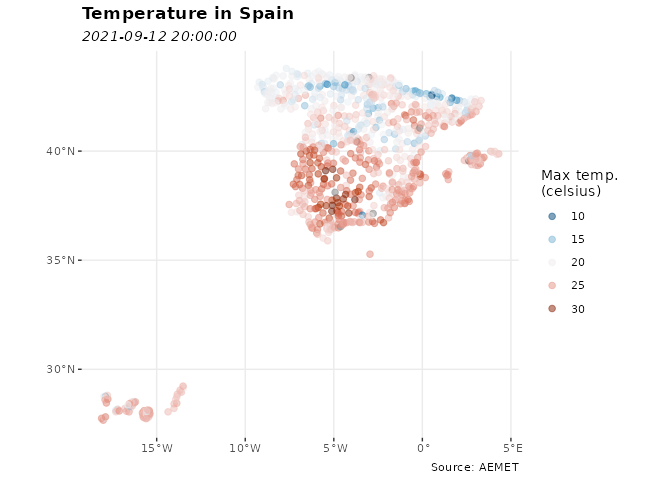 Temperature in Spain
2021-09-12 20:00:00
40°N
35°N
30°N
15°W
10°W
5°W
0°
5°E
Max temp.
(celsius)
10
15
20
25
30
Source: AEMET